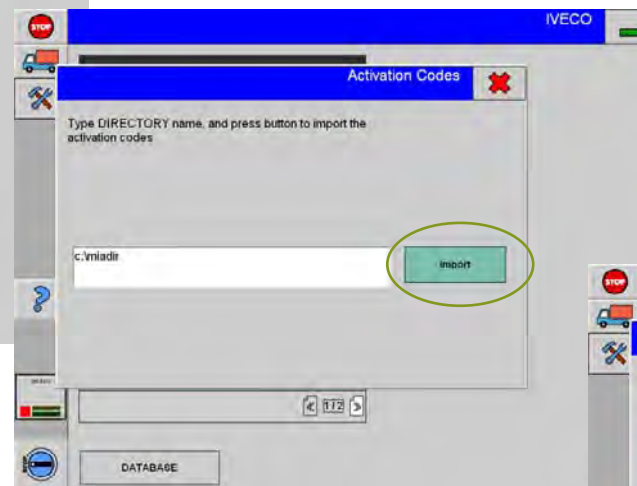 STOP
IVECO
Activation Codes
Type DIRECTORY name, and press button to import the
activation codes
c:\miadir
Import
STOP
1/2
DATABASE